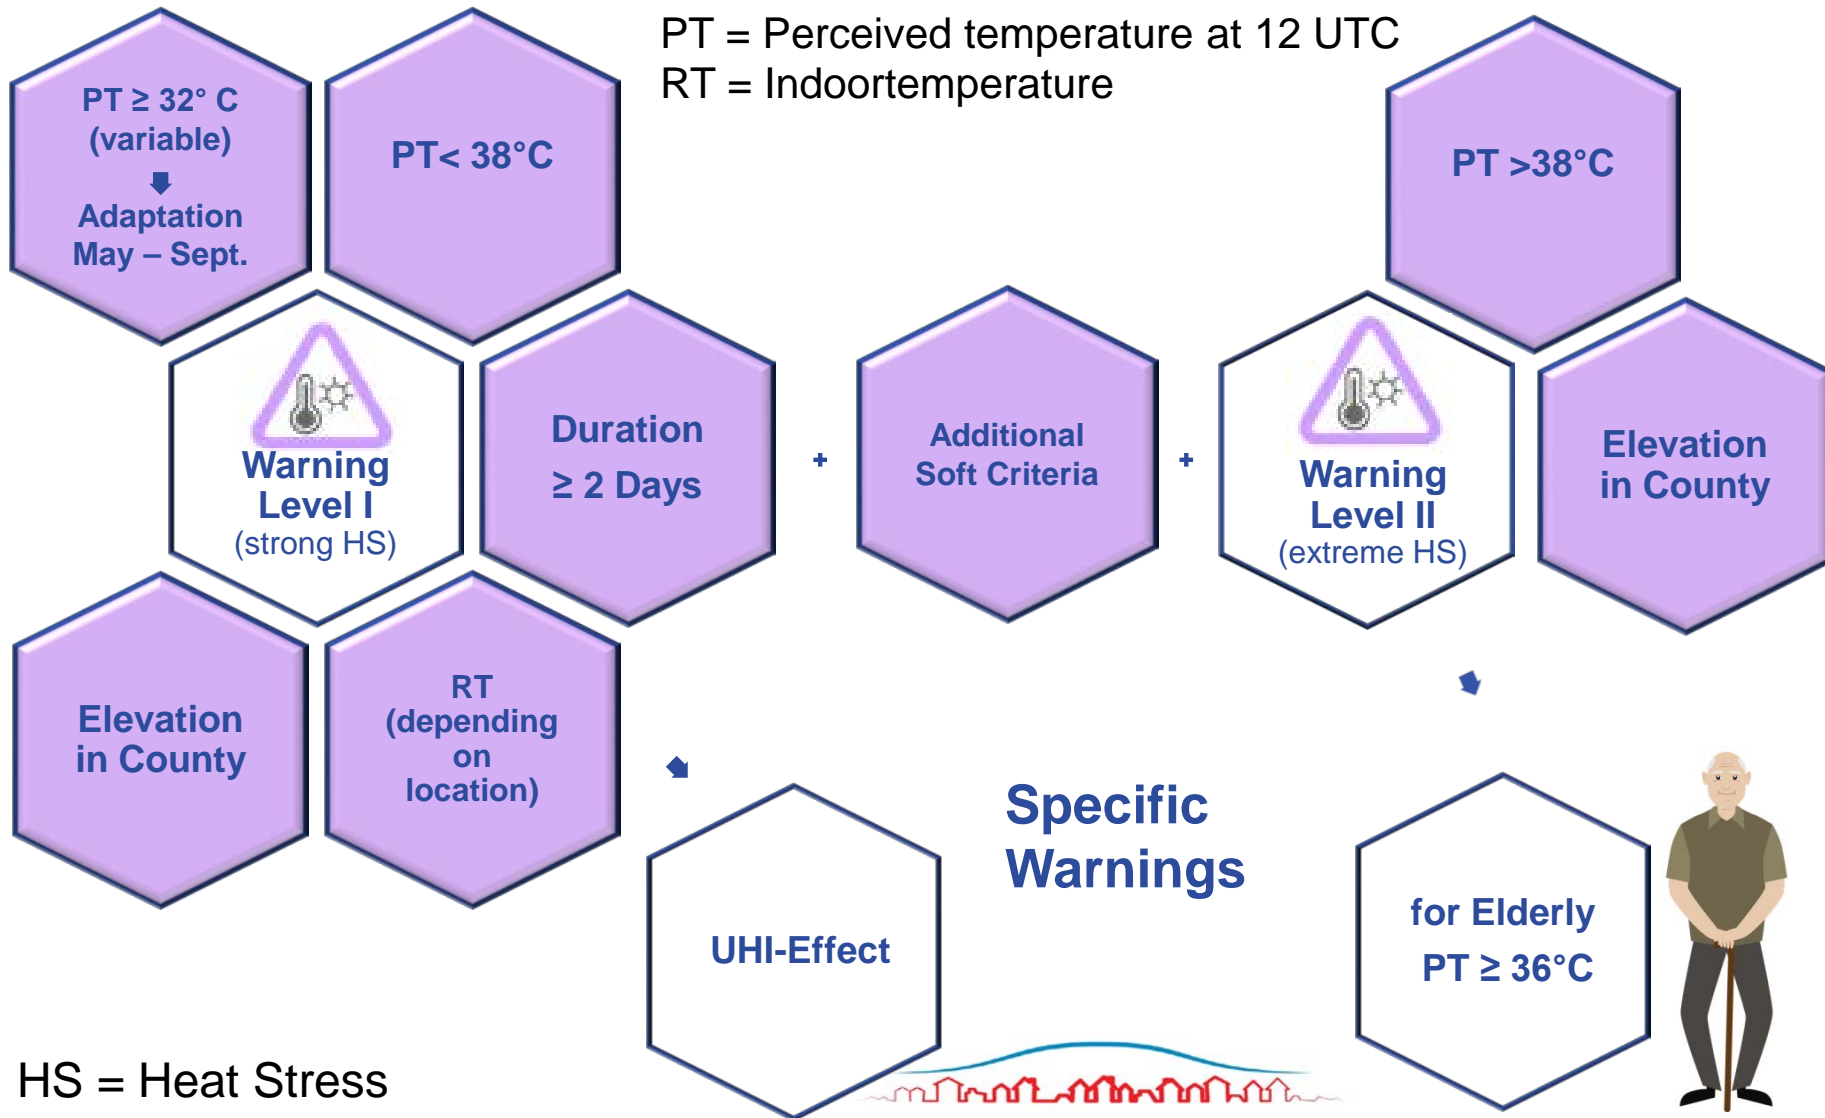 PT = Perceived temperature at 12 UTC
RT = Indoortemperature
PT ≥ 32° C
(variable)
Adaptation
May – Sept.
PT< 38°C
PT >38°C
Warning
Level I
(strong HS)
Duration
≥ 2 Days
+
Additional
Soft Criteria
+
Warning
Level II
(extreme HS)
Elevation
in County
Elevation
in County
RT
(depending
on
location)
Specific
Warnings
UHI-Effect
for Elderly
PT ≥ 36°C
HS = Heat Stress